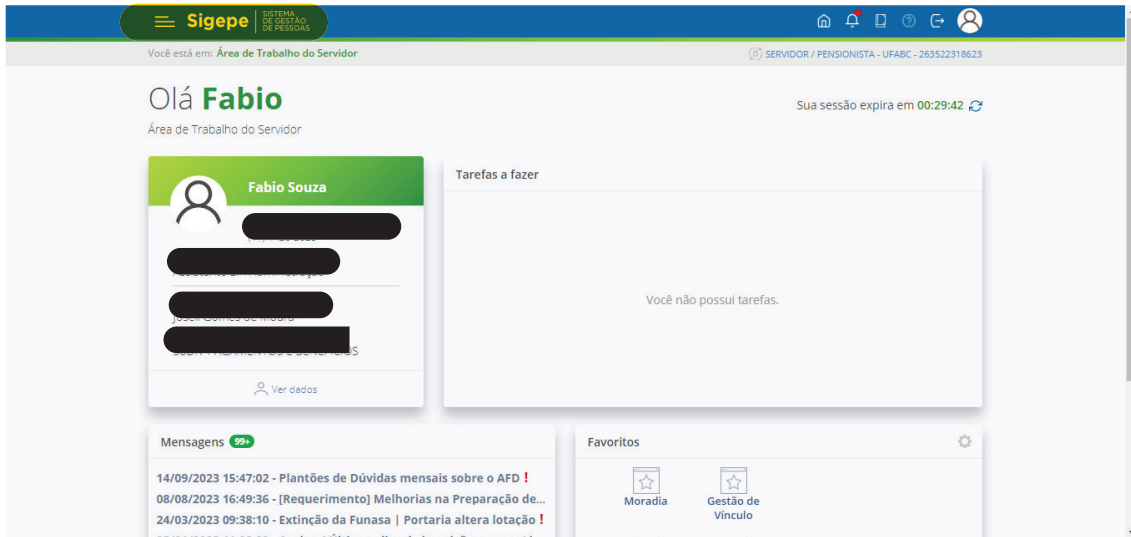 Sigepe SISTEMA
DE GESTÃO
DE PESSOAS
Você está em: Área de Trabalho do Servidor
SERVIDOR / PENSIONISTA - UFABC - 263522318623
Olá Fabio
Sua sessão expira em 00:29:42
Área de Trabalho do Servidor
Fabio Souza
Ver dados
Tarefas a fazer
Você não possui tarefas.
Mensagens 99+
14/09/2023 15:47:02 - Plantões de Dúvidas mensais sobre o AFD !
08/08/2023 16:49:36 - [Requerimento] Melhorias na Preparação de...
24/03/2023 09:38:10 - Extinção da Funasa | Portaria altera lotação !
Favoritos
Moradia
Gestão de
Vínculo